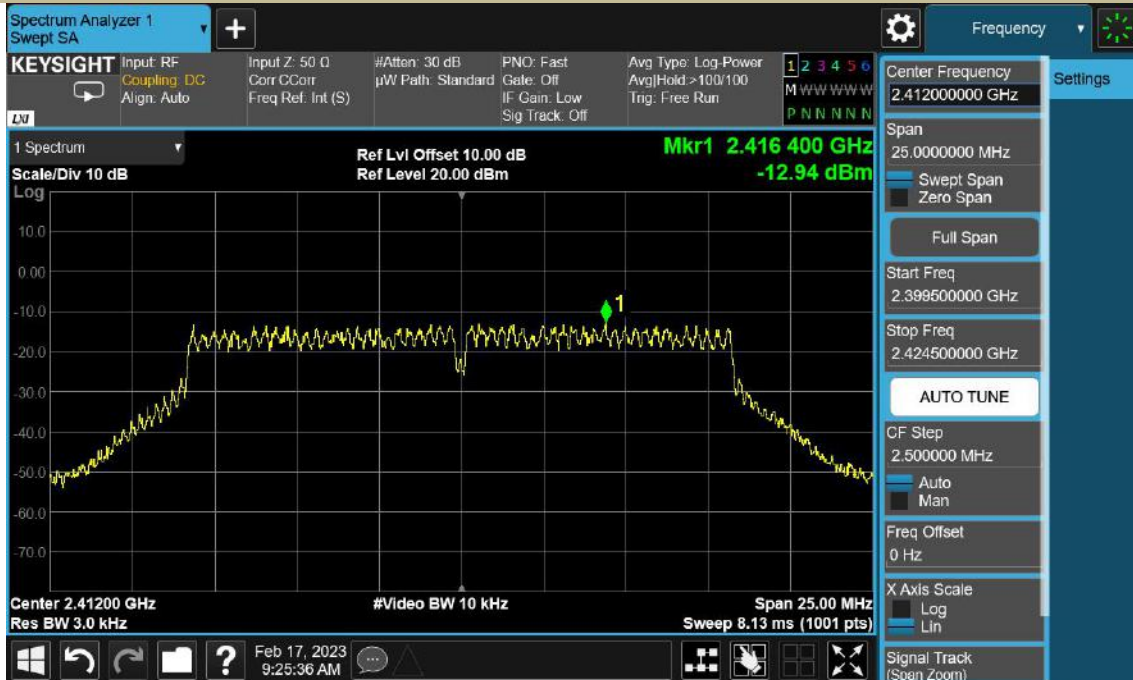 Spectrum Analyzer 1
Swept SA
+
Frequency
KEYSIGHT
Input: RF
Coupling: DC
Align: Auto
Input Z: 50 Ω
Corr CCorr
Freq Ref: Int (S)
#Atten: 30 dB
µW Path: Standard
PNO: Fast
Gate: Off
IF Gain: Low
Sig Track: Off
Avg Type: Log-Power
Avg|Hold:>100/100
Trig: Free Run
1 2 3 4 5 6
M W W W W W
P N N N N N
LXI
Center Frequency
2.412000000 GHz
Settings
Span
25.0000000 MHz
Swept Span
Zero Span
Full Span
Start Freq
2.399500000 GHz
Stop Freq
2.424500000 GHz
AUTO TUNE
CF Step
2.500000 MHz
Auto
Man
Freq Offset
0 Hz
X Axis Scale
Log
Lin
Signal Track
(Span Zoom)
1 Spectrum
Scale/Div 10 dB
Ref Lvl Offset 10.00 dB
Ref Level 20.00 dBm
Mkr1 2.416 400 GHz
-12.94 dBm
Log
10.0
0.00
-10.0
-20.0
-30.0
-40.0
-50.0
-60.0
-70.0
1
Center 2.41200 GHz
#Video BW 10 kHz
Span 25.00 MHz
Res BW 3.0 kHz
Sweep 8.13 ms (1001 pts)
?
Feb 17, 2023
9:25:36 AM